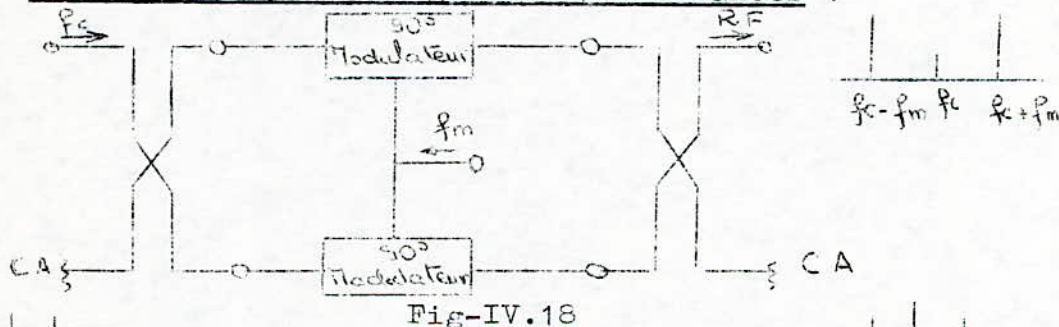 fc
RF
90°
Modulateur
fc - fm fc fc + fm
fm
90°
Modulateur
CA
CA
Fig-IV.18